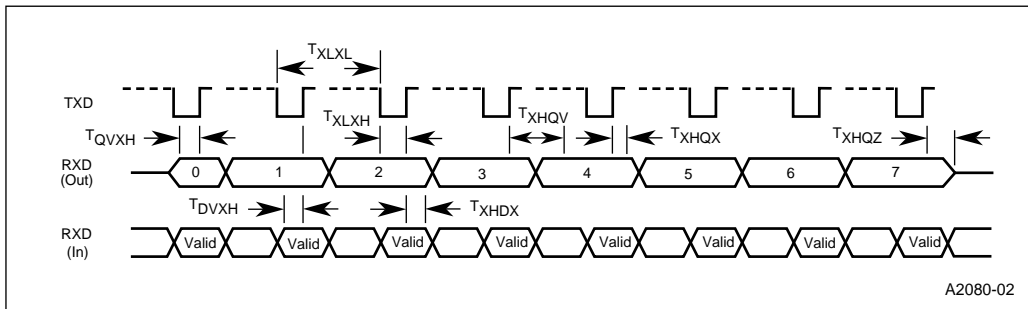 TXLXL
TXD
TXLXH
TXHQV
TQVXH
TXHQX
TXHQZ
RXD
(Out)
0 1 2 3 4 5 6 7
TDVXH
TXHDX
RXD
(In)
Valid Valid Valid Valid Valid Valid Valid Valid
A2080-02